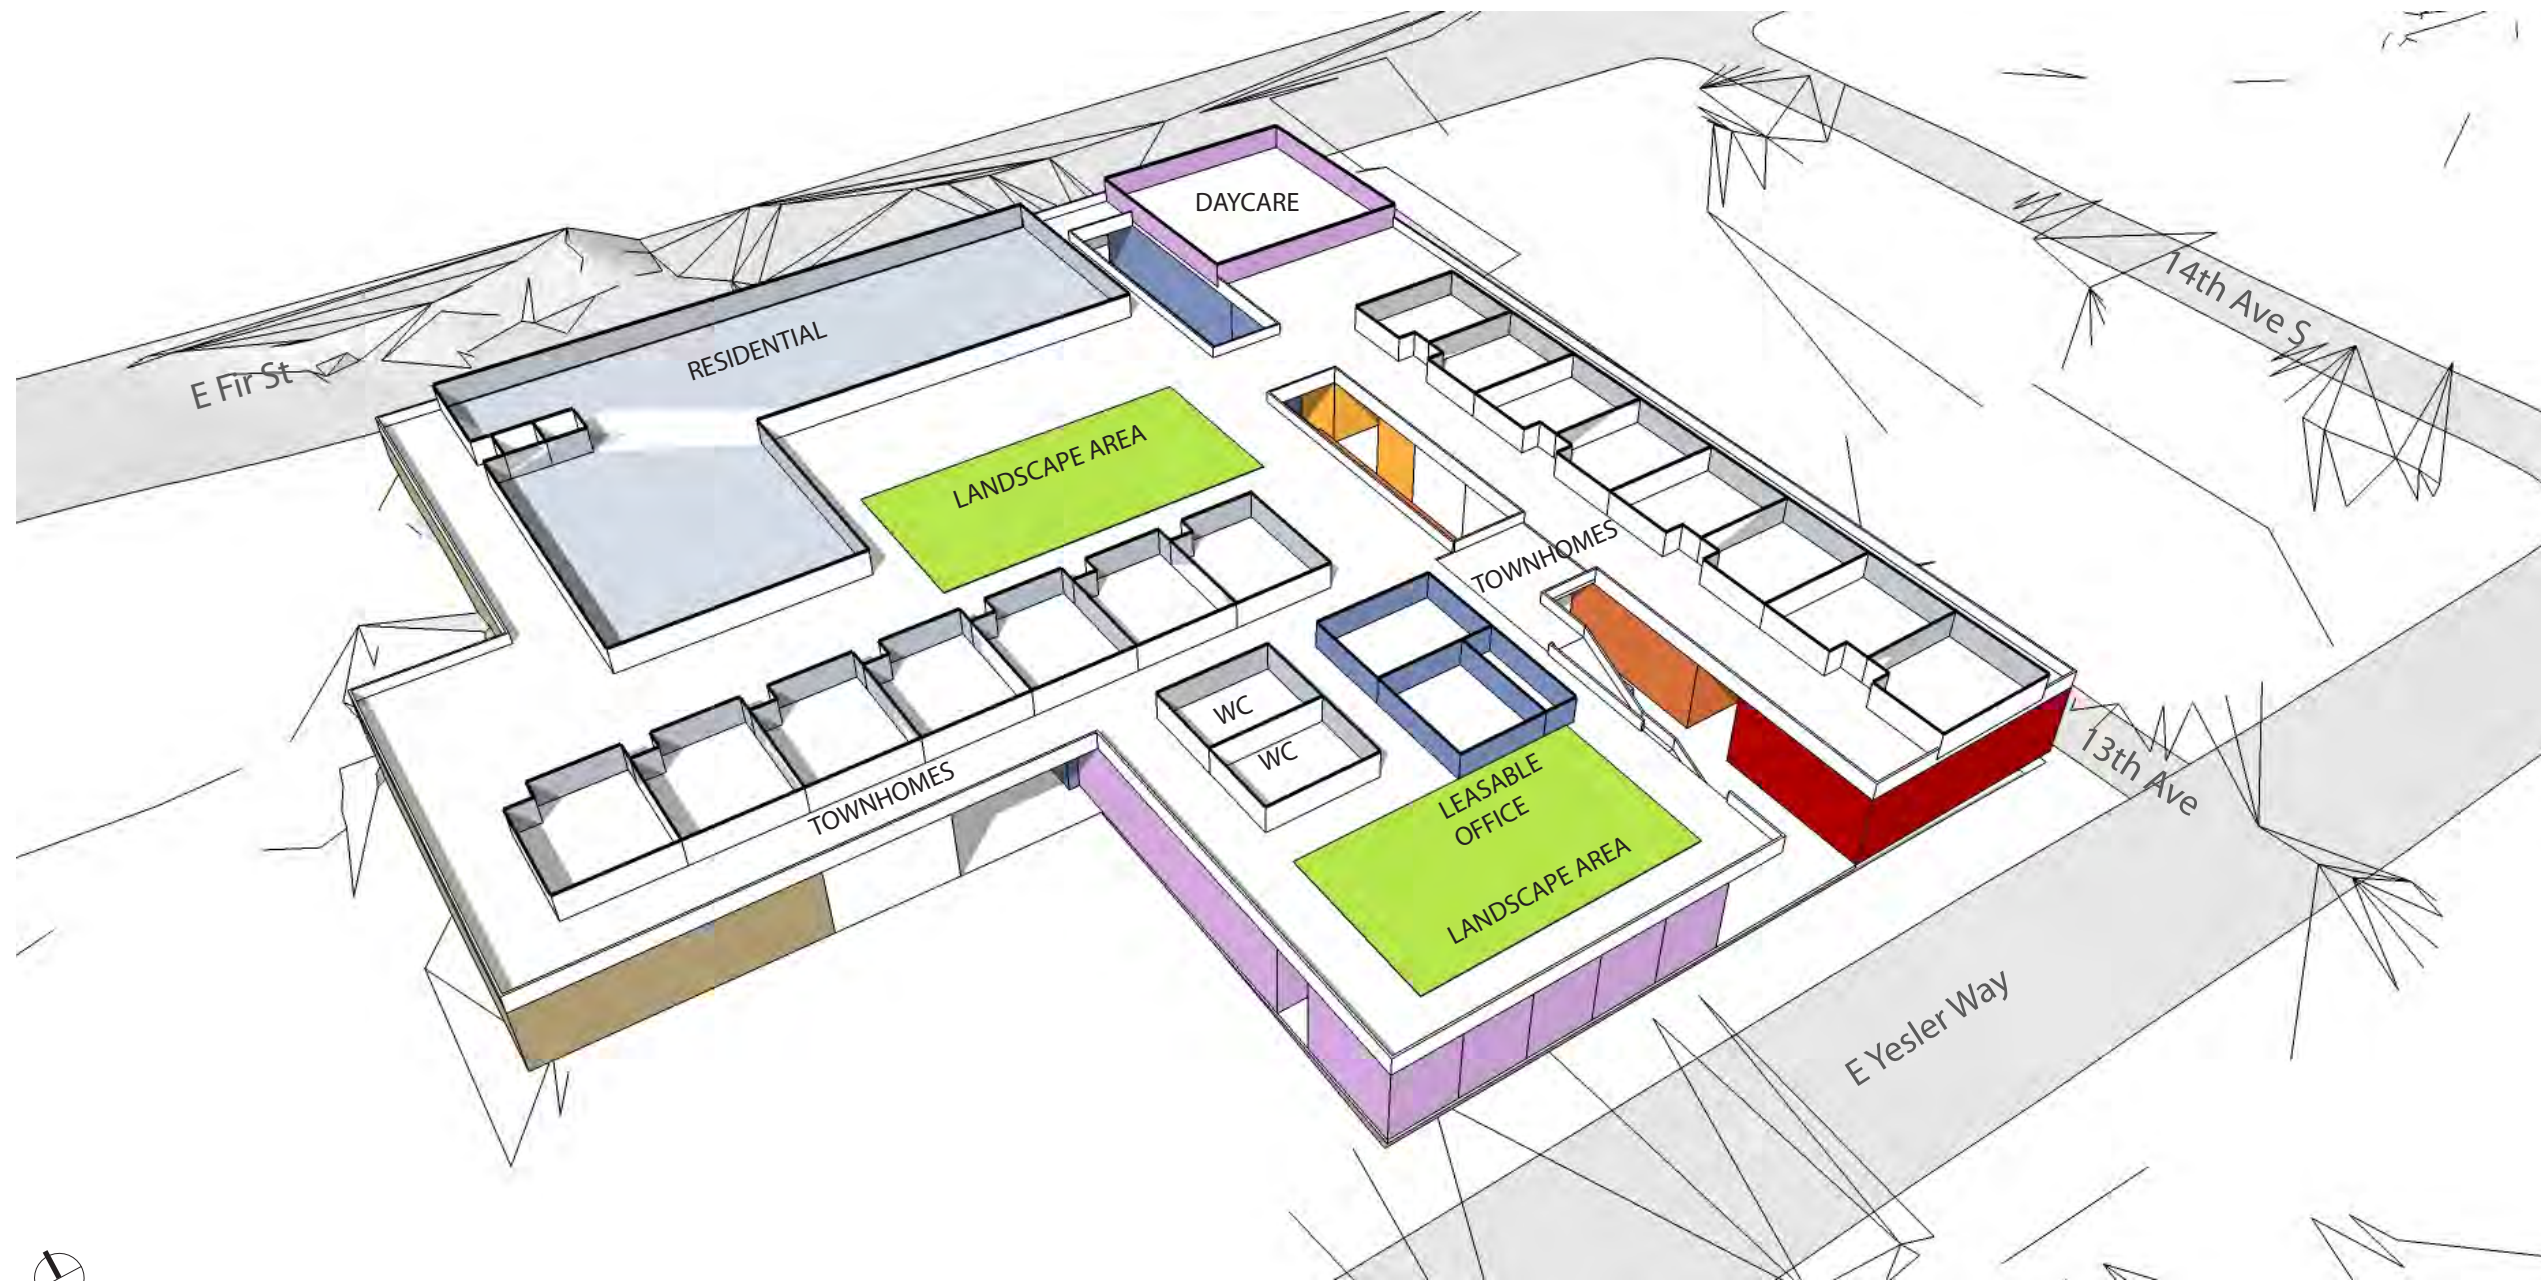 DAYCARE
14th Ave S
RESIDENTIAL
E Fir St
LANDSCAPE AREA
TOWNHOMES
WC
WC
13th Ave
TOWNHOMES
LEASABLE
OFFICE
LANDSCAPE AREA
E Yesler Way